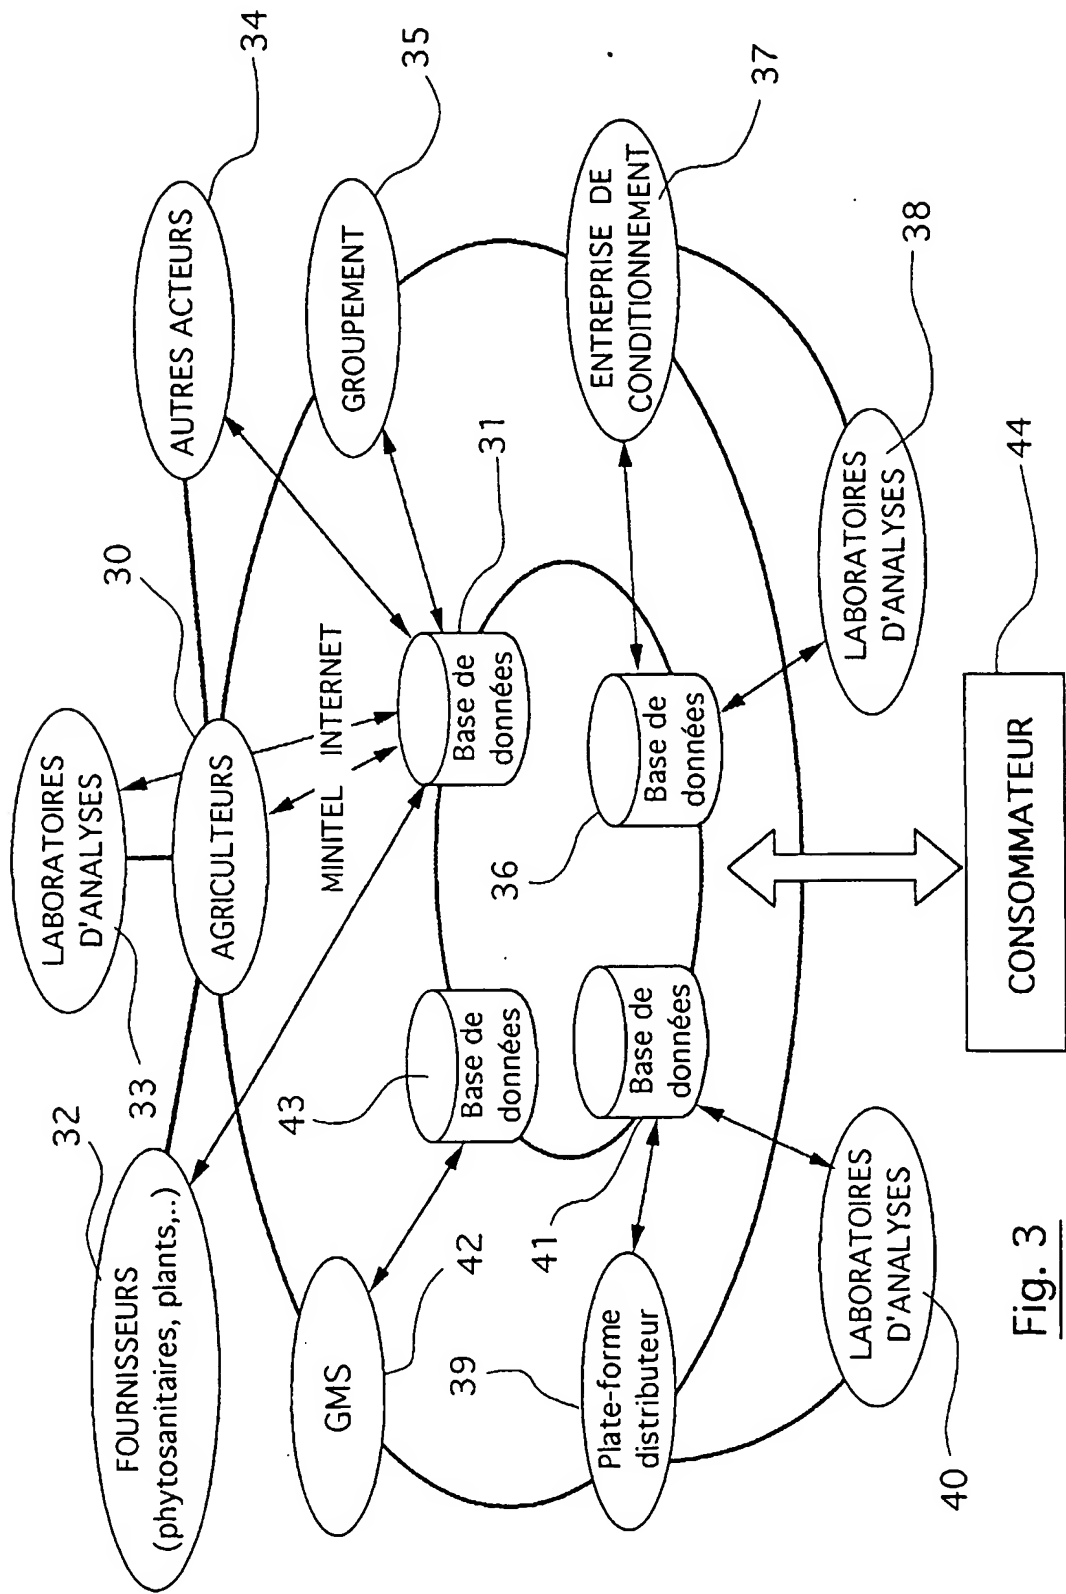 34
AUTRES ACTEURS
35
GROUPEMENT
37
ENTREPRISE DE
CONDITIONNEMENT
38
LABORATOIRES
D'ANALYSES
30
AGRICULTEURS
LABORATOIRES
D'ANALYSES
33
MINITEL INTERNET
31
Base de
données
36
Base de
données
44
CONSOMMATEUR
32
FOURNISSEURS
(phytosanitaires, plants,..)
43
Base de
données
42
GMS
41
Base de
données
39
Plate-forme
distributeur
LABORATOIRES
D'ANALYSES
40
Fig. 3